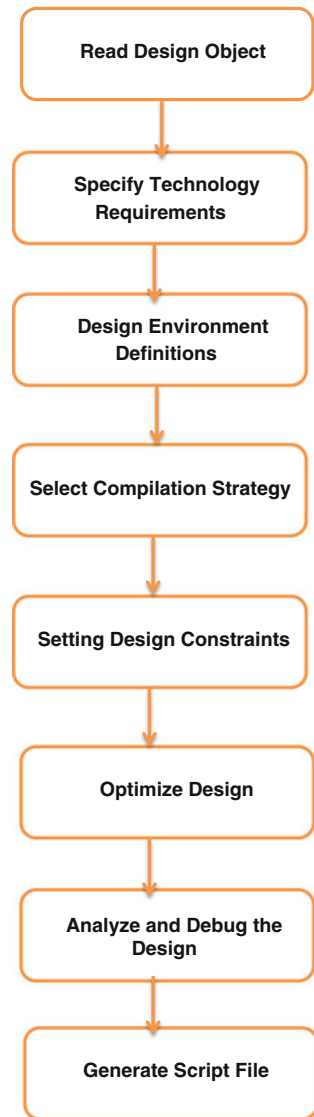 Read Design Object
Specify Technology
Requirements
Design Environment
Definitions
Select Compilation Strategy
Setting Design Constraints
Optimize Design
Analyze and Debug the
Design
Generate Script File